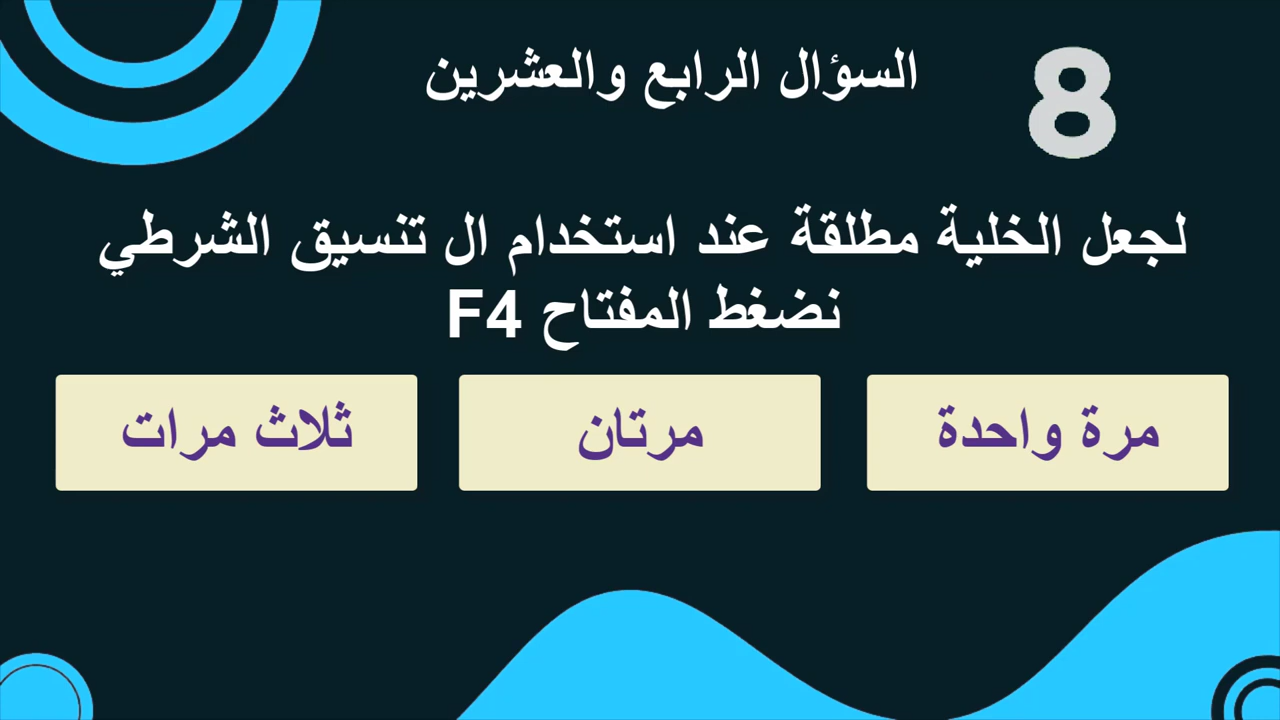 8
السؤال الرابع والعشرين
لجعل الخلية مطلقة عند استخدام ال تنسيق الشرطي
نضغط المفتاح F4
مرة واحدة
مرتان
ثلاث مرات